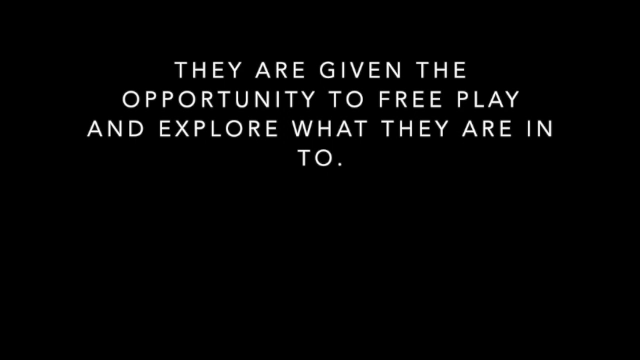 THEY ARE GIVEN THE
OPPORTUNITY TO FREE PLAY
AND EXPLORE WHAT THEY ARE IN
TO.